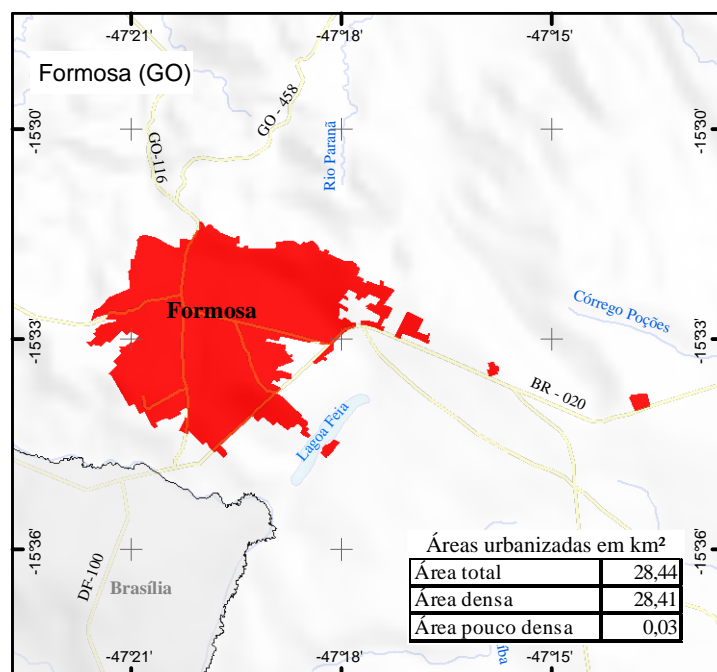 -47°21'
-47°18'
-47°15'
Formosa (GO)
-15°30'
-15°30'
GO - 458
GO-116
Rio Paranã
Córrego Poções
Formosa
-15°33'
-15°33'
BR - 020
Lagoa Feia
-15°36'
-15°36'
DF-100
Brasília
Áreas urbanizadas em km²
Área total 28,44
Área densa 28,41
Área pouco densa 0,03
-47°21'
-47°18'
-47°15'